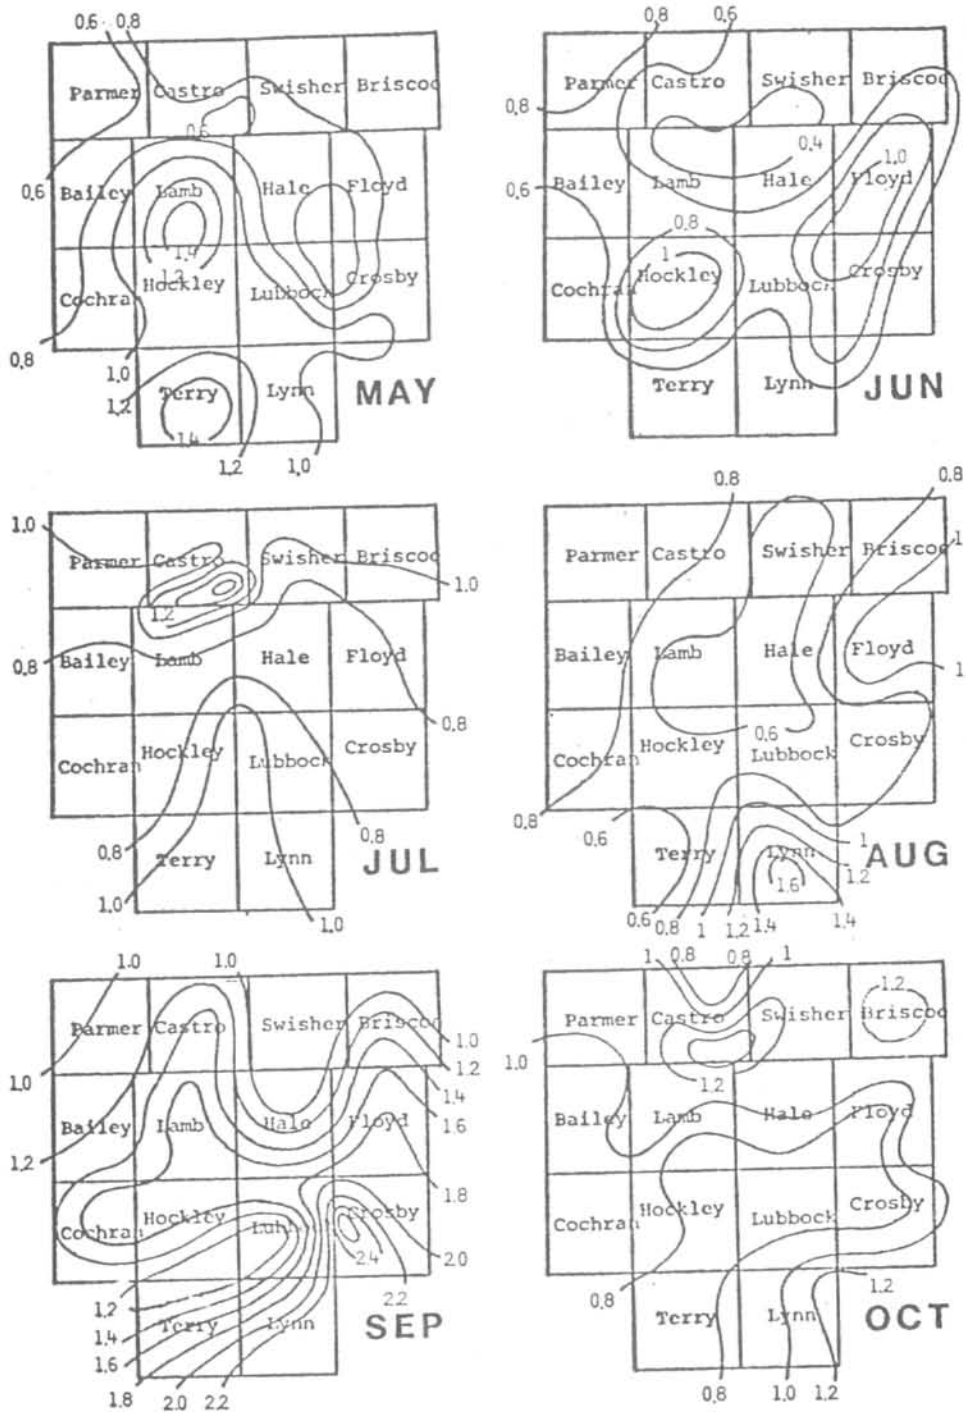 0.6 0.8
Parmer Castro Swisher Briscoe
0.6
0.6 Bailey Lamb Hale Floyd
1.4
1.2
Cochran Hockley Lubbock Crosby
0.8
1.0
1.2 Terry Lynn MAY
1.4
1.2 1.0
0.8 0.6
Parmer Castro Swisher Briscoe
0.8
0.4 1.0
0.6 Bailey Lamb Hale Floyd
0.8
1
Cochran Hockley Lubbock Crosby
Terry Lynn JUN
1.0
Parmer Castro Swisher Briscoe
1.0
1.2
0.8 Bailey Lamb Hale Floyd
0.8
Cochran Hockley Lubbock Crosby
0.8 0.8
Terry Lynn JUL
1.0 1.0
0.8 0.8
Parmer Castro Swisher Briscoe 1
Bailey Lamb Hale Floyd 1
0.6
Cochran Hockley Lubbock Crosby
0.8
0.6 1
Terry Lynn 1.2 AUG
1.6
0.6 0.8 1 1.2 1.4 1.4
1.0 1.0
Parmer Castro Swisher Briscoe 1.0
1.2
1.0 1.4
Bailey Lamb Hale Floyd 1.6
1.2
1.8
Cochran Hockley Lubbock Crosby
2.4 2.0
1.2 2.2
1.4 Terry Lynn SEP
1.6
1.8 2.0 2.2
1 0.8 0.8 1
1.2
Parmer Castro Swisher Briscoe
1.0
1.2
Bailey Lamb Hale Floyd
Cochran Hockley Lubbock Crosby
0.8 1.2
Terry Lynn OCT
0.8 1.0 1.2